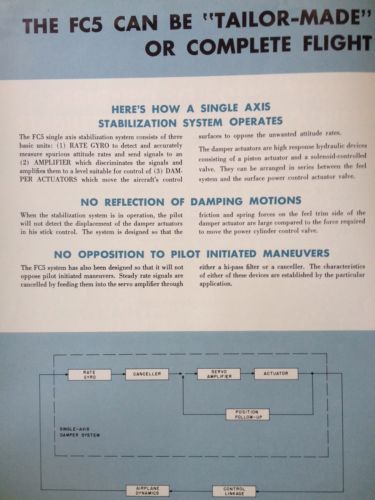 THE FC5 CAN BE "TAILOR-MADE"
OR COMPLETE FLIGHT
HERE'S HOW A SINGLE AXIS
STABILIZATION SYSTEM OPERATES
The FC5 single axis stabilization system consists of three
basic units: (1) RATE GYRO to detect and accurately
measure spurious attitude rates and send signals to an
(2) AMPLIFIER which discriminates the signals and
amplifies them to a level suitable for control of (3) DAM-
PER ACTUATORS which move the aircraft's control
surfaces to oppose the unwanted attitude rates.
The damper actuators are high response hydraulic devices
consisting of a piston actuator and a solenoid-controlled
valve. They can be arranged in series between the feel
system and the surface power control actuator valve.
NO REFLECTION OF DAMPING MOTIONS
When the stabilization system is in operation, the pilot
will not detect the displacement of the damper actuators
in his stick control. The system is designed so that the
friction and spring forces on the feel trim side of the
damper actuator are large compared to the force required
to move the power cylinder control valve.
NO OPPOSITION TO PILOT INITIATED MANEUVERS
The FC5 system has also been designed so that it will not
oppose pilot initiated maneuvers. Steady rate signals are
cancelled by feeding them into the servo amplifier through
either a hi-pass filter or a canceller. The characteristics
of either of these devices are established by the particular
application.
RATE
GYRO
CANCELLER
SERVO
AMPLIFIER
ACTUATOR
POSITION
FOLLOW-UP
SINGLE-AXIS
DAMPER SYSTEM
AIRPLANE
DYNAMICS
CONTROL
LINKAGE